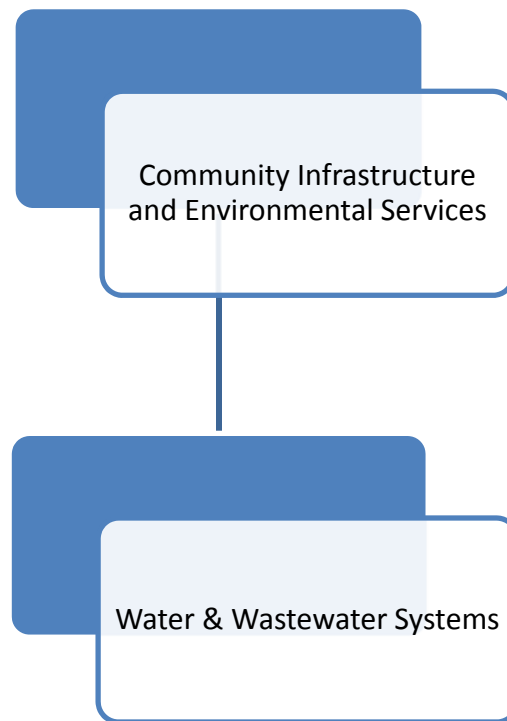 Community Infrastructure
and Environmental Services
Water & Wastewater Systems